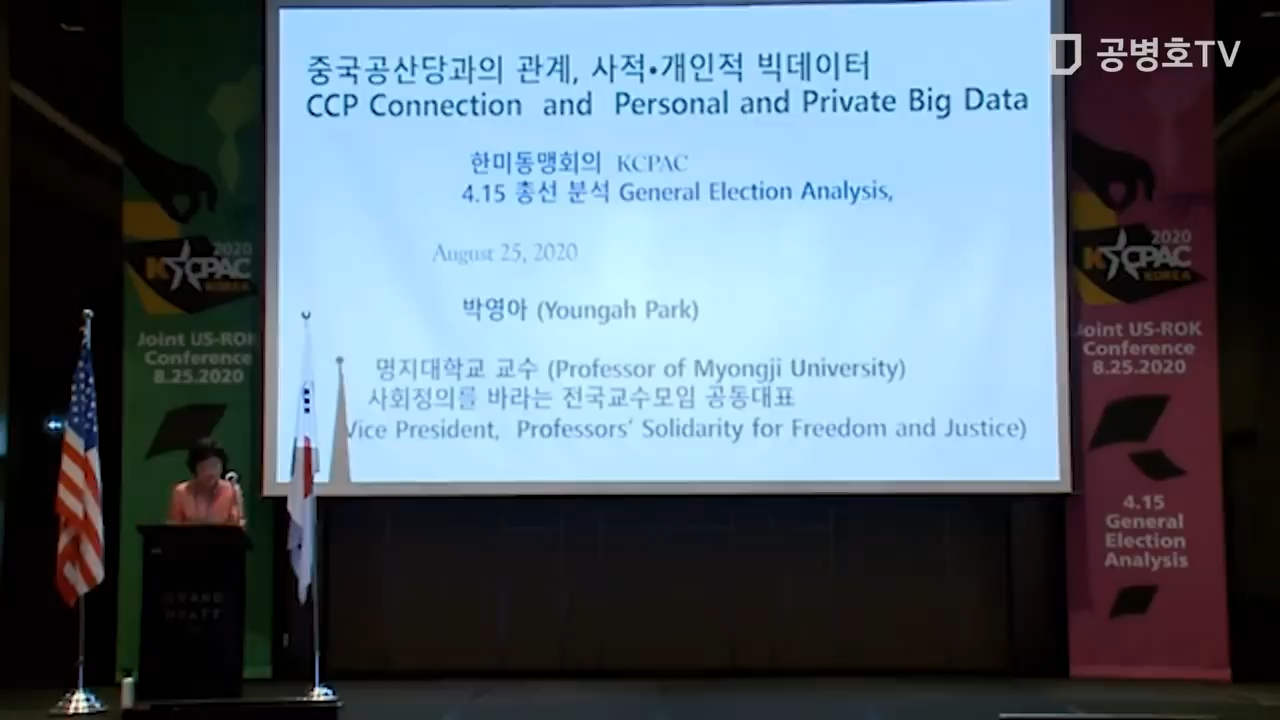 공병호TV
중국공산당과의 관계, 사적•개인적 빅데이터
CCP Connection and Personal and Private Big Data
한미동맹회의 KCPAC
4.15 총선 분석 General Election Analysis,
August 25, 2020
박영아 (Youngah Park)
명지대학교 교수 (Professor of Myongji University)
사회정의를 바라는 전국교수모임 공동대표
Vice President, Professors' Solidarity for Freedom and Justice)
2020
KCPAC
KOREA
Joint US-ROK
Conference
8.25.2020
GRAND
HYATT
2020
KCPAC
KOREA
Joint US-ROK
Conference
8.25.2020
4.15
General
Election
Analysis